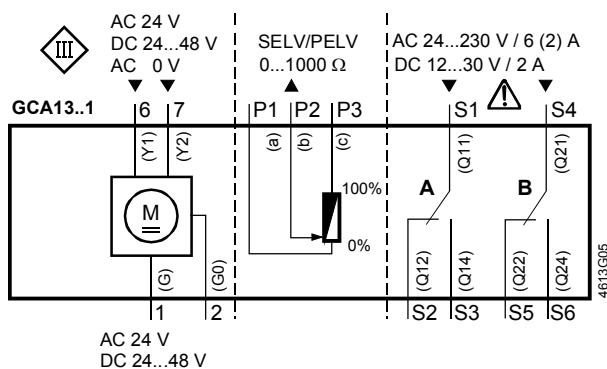 III
AC 24 V
DC 24...48 V
AC 0 V
SELV/PELV
0...1000 Ω
AC 24...230 V / 6 (2) A
DC 12...30 V / 2 A
GCA13..1
6 7
P1 P2 P3
S1 S4
(Y1) (Y2)
(a) (b) (c)
(Q11) (Q21)
M
100%
0%
A B
(G) (G0)
(Q12) (Q14) (Q22) (Q24)
1 2
S2 S3 S5 S6
AC 24 V
DC 24...48 V
4613G05